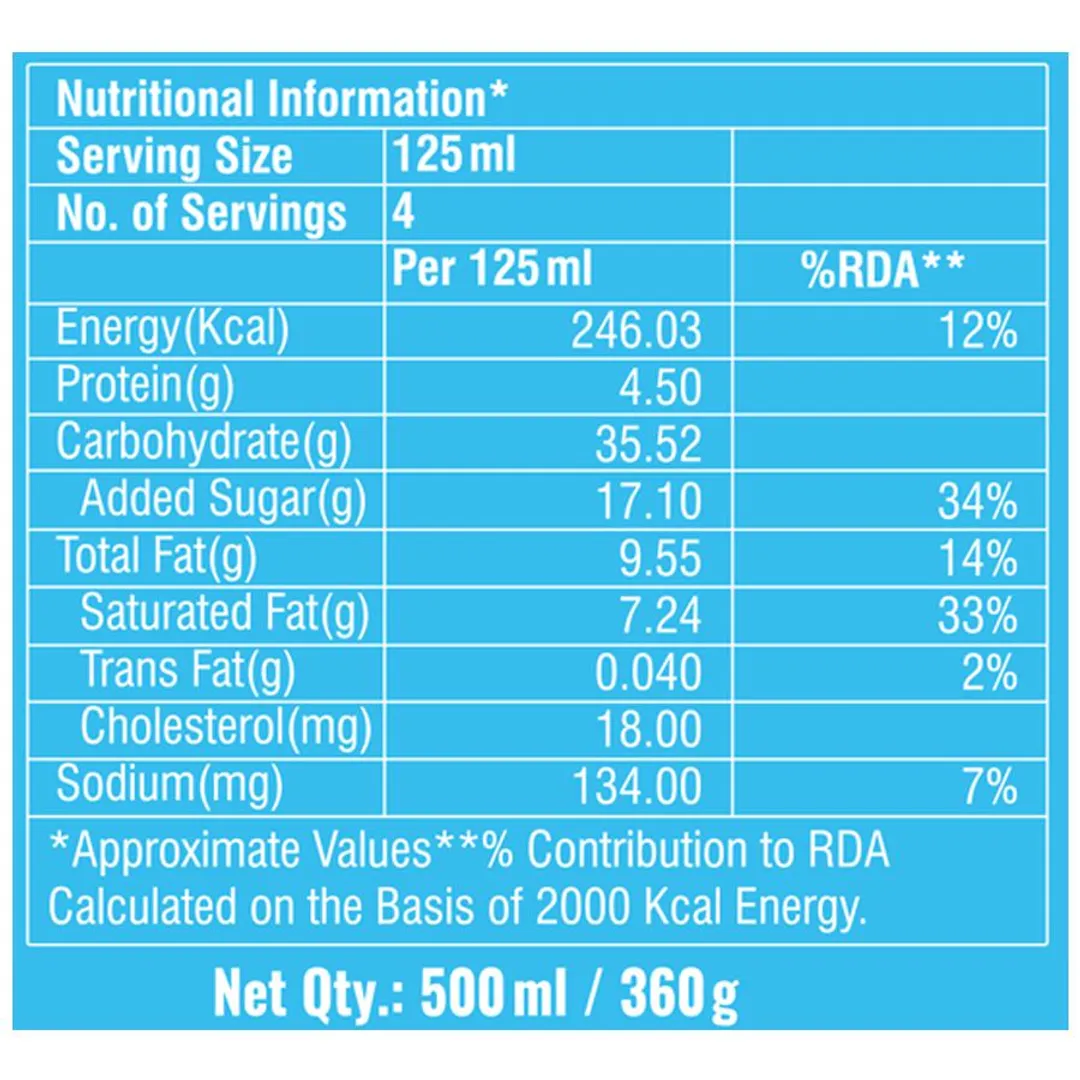 Nutritional Information*
Serving Size 125 ml
No. of Servings 4
Per 125 ml %RDA**
Energy(Kcal) 246.03 12%
Protein(g) 4.50
Carbohydrate(g) 35.52
Added Sugar(g) 17.10 34%
Total Fat(g) 9.55 14%
Saturated Fat(g) 7.24 33%
Trans Fat(g) 0.040 2%
Cholesterol(mg) 18.00
Sodium(mg) 134.00 7%
*Approximate Values**% Contribution to RDA
Calculated on the Basis of 2000 Kcal Energy.
Net Qty.: 500 ml / 360 g